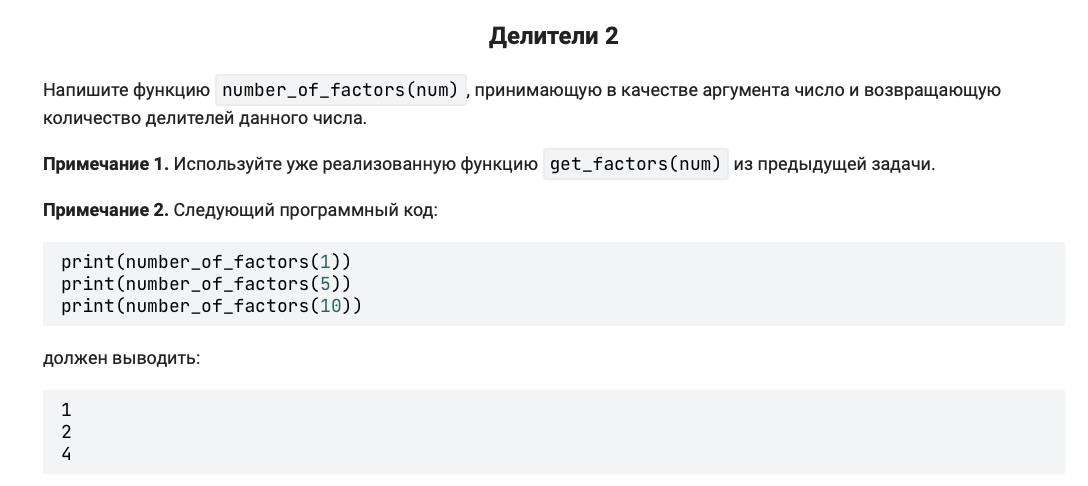 Делители 2
Напишите функцию number_of_factors(num), принимающую в качестве аргумента число и возвращающую
количество делителей данного числа.
Примечание 1. Используйте уже реализованную функцию get_factors(num) из предыдущей задачи.
Примечание 2. Следующий программный код:
print(number_of_factors(1))
print(number_of_factors(5))
print(number_of_factors(10))
должен выводить:
1
2
4